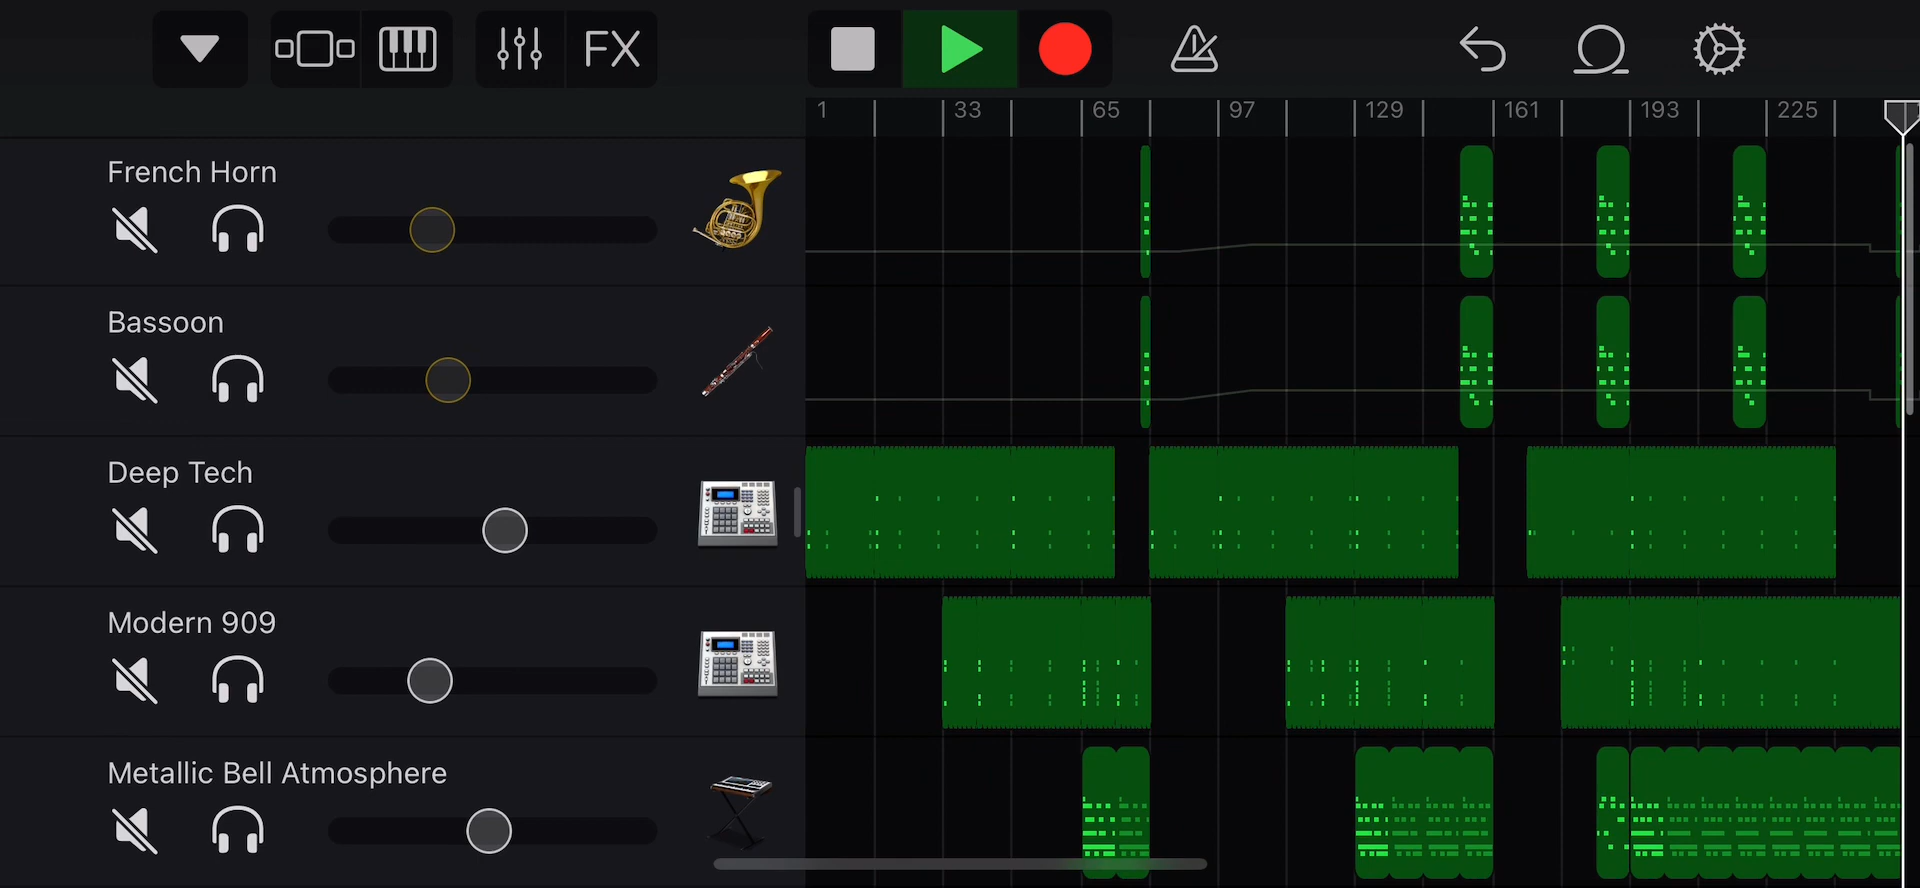 FX
1 33 65 97 129 161 193 225
French Horn
Bassoon
Deep Tech
Modern 909
Metallic Bell Atmosphere